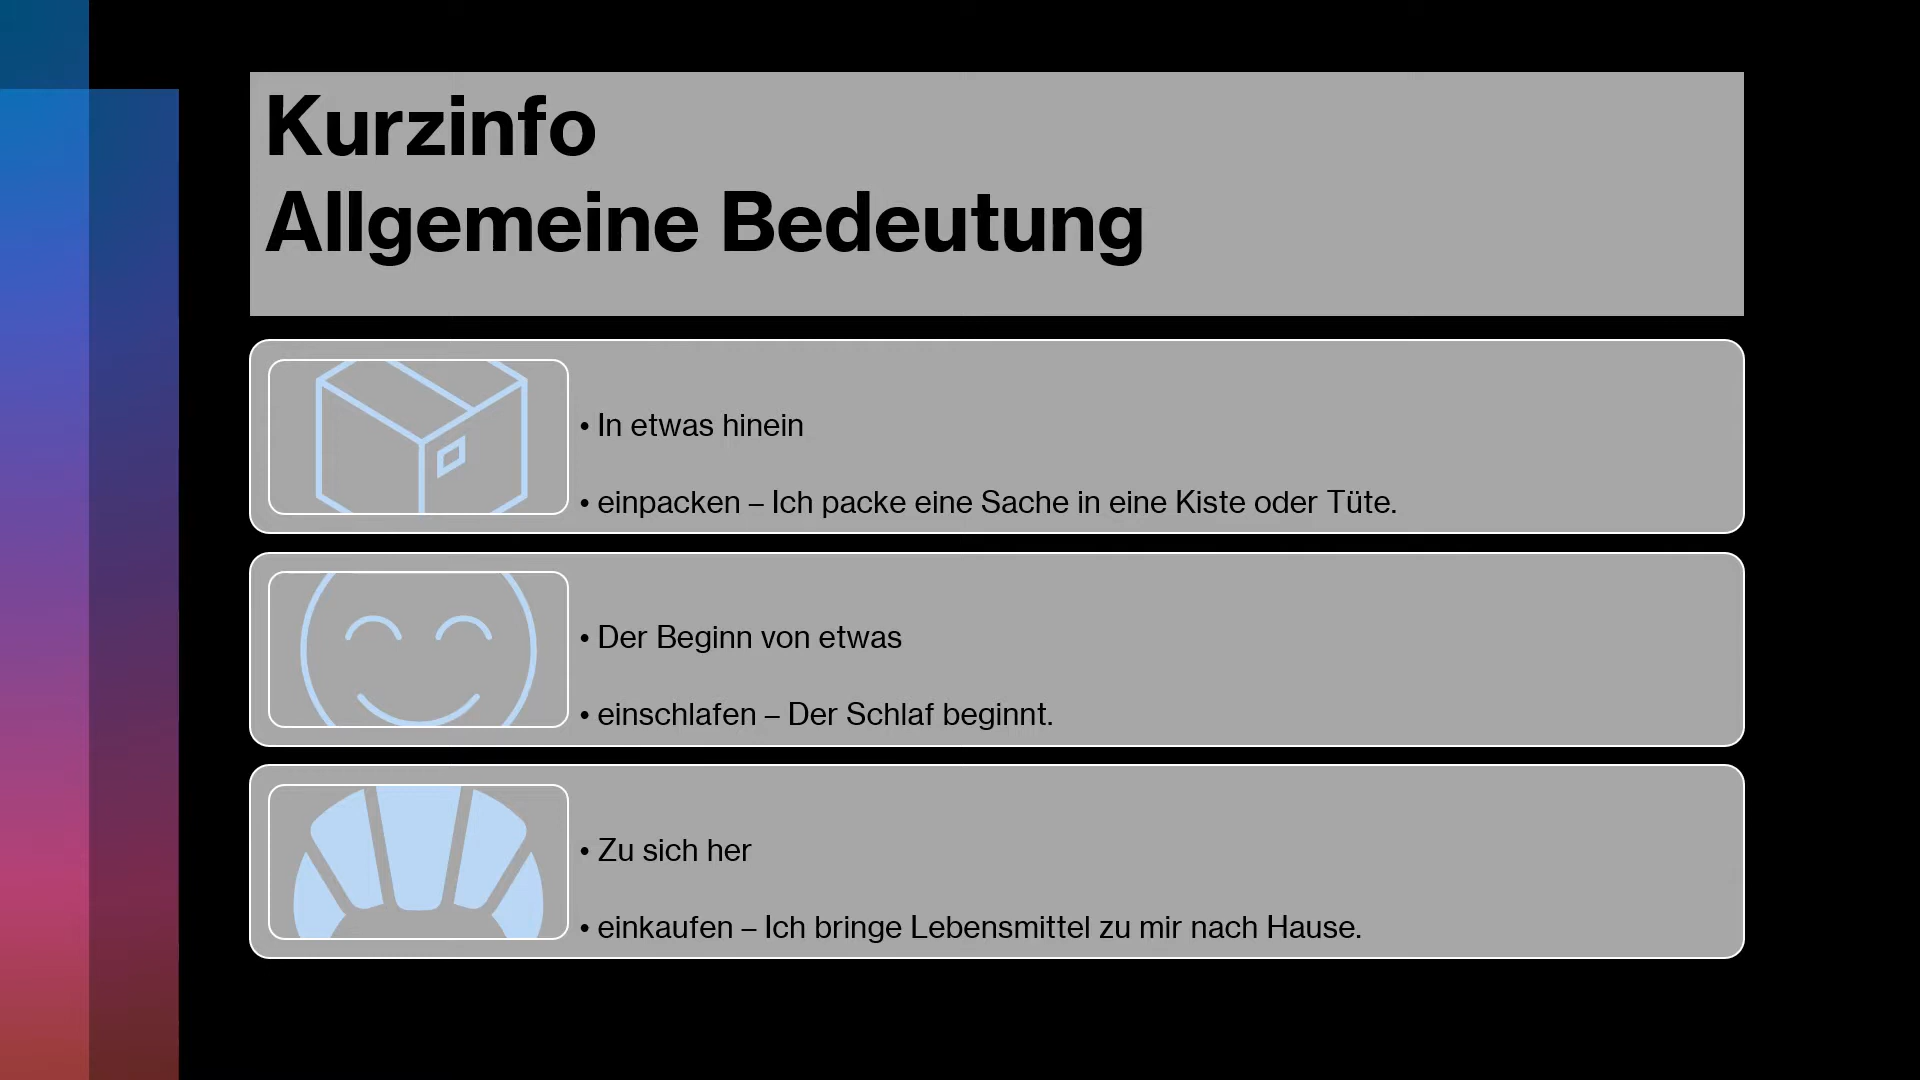 Kurzinfo
Allgemeine Bedeutung
• In etwas hinein
• einpacken – Ich packe eine Sache in eine Kiste oder Tüte.
• Der Beginn von etwas
• einschlafen – Der Schlaf beginnt.
• Zu sich her
• einkaufen – Ich bringe Lebensmittel zu mir nach Hause.